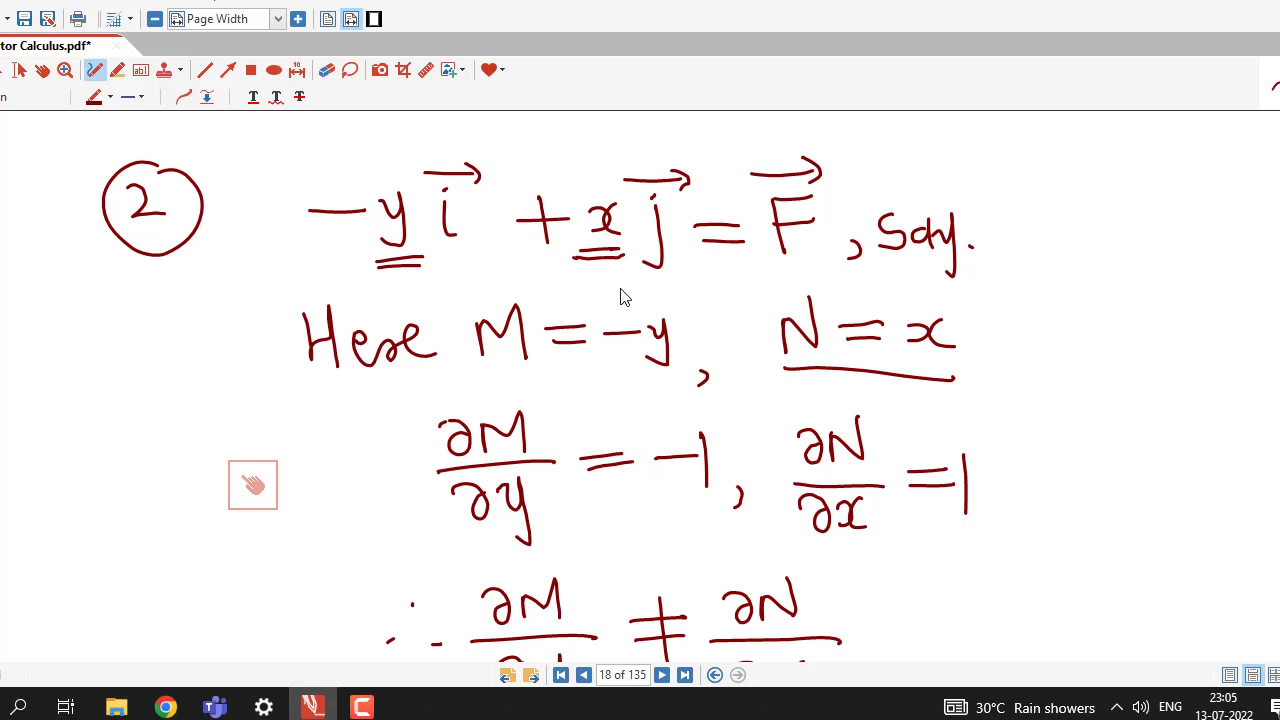 Page Width
tor Calculus.pdf*
10
n
T T T
2 -y i⃗ + x j⃗ = F⃗, say.
Here M = -y, N = x
∂M/∂y = -1, ∂N/∂x = 1
∴ ∂M ≠ ∂N
18 of 135
30°C Rain showers ENG 23:05
13-07-2022